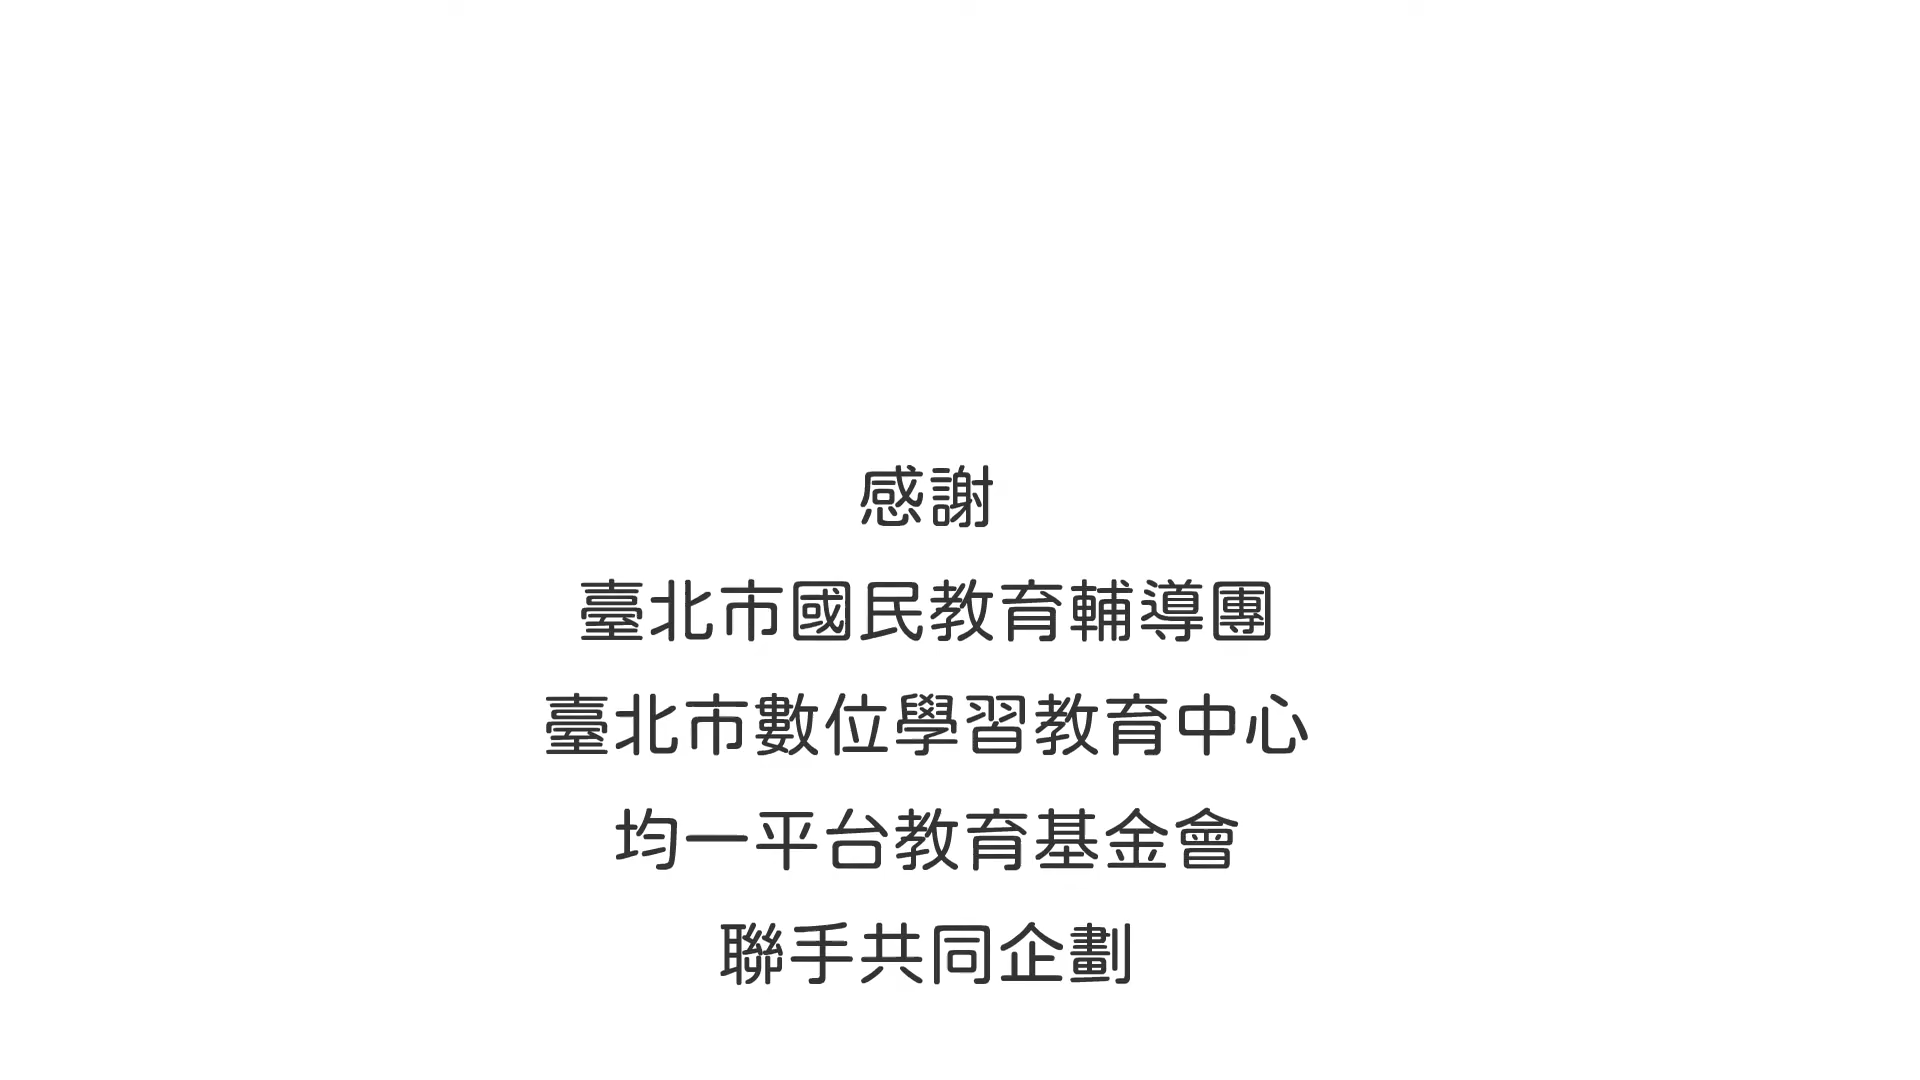 感謝
臺北市國民教育輔導團
臺北市數位學習教育中心
均一平台教育基金會
聯手共同企劃